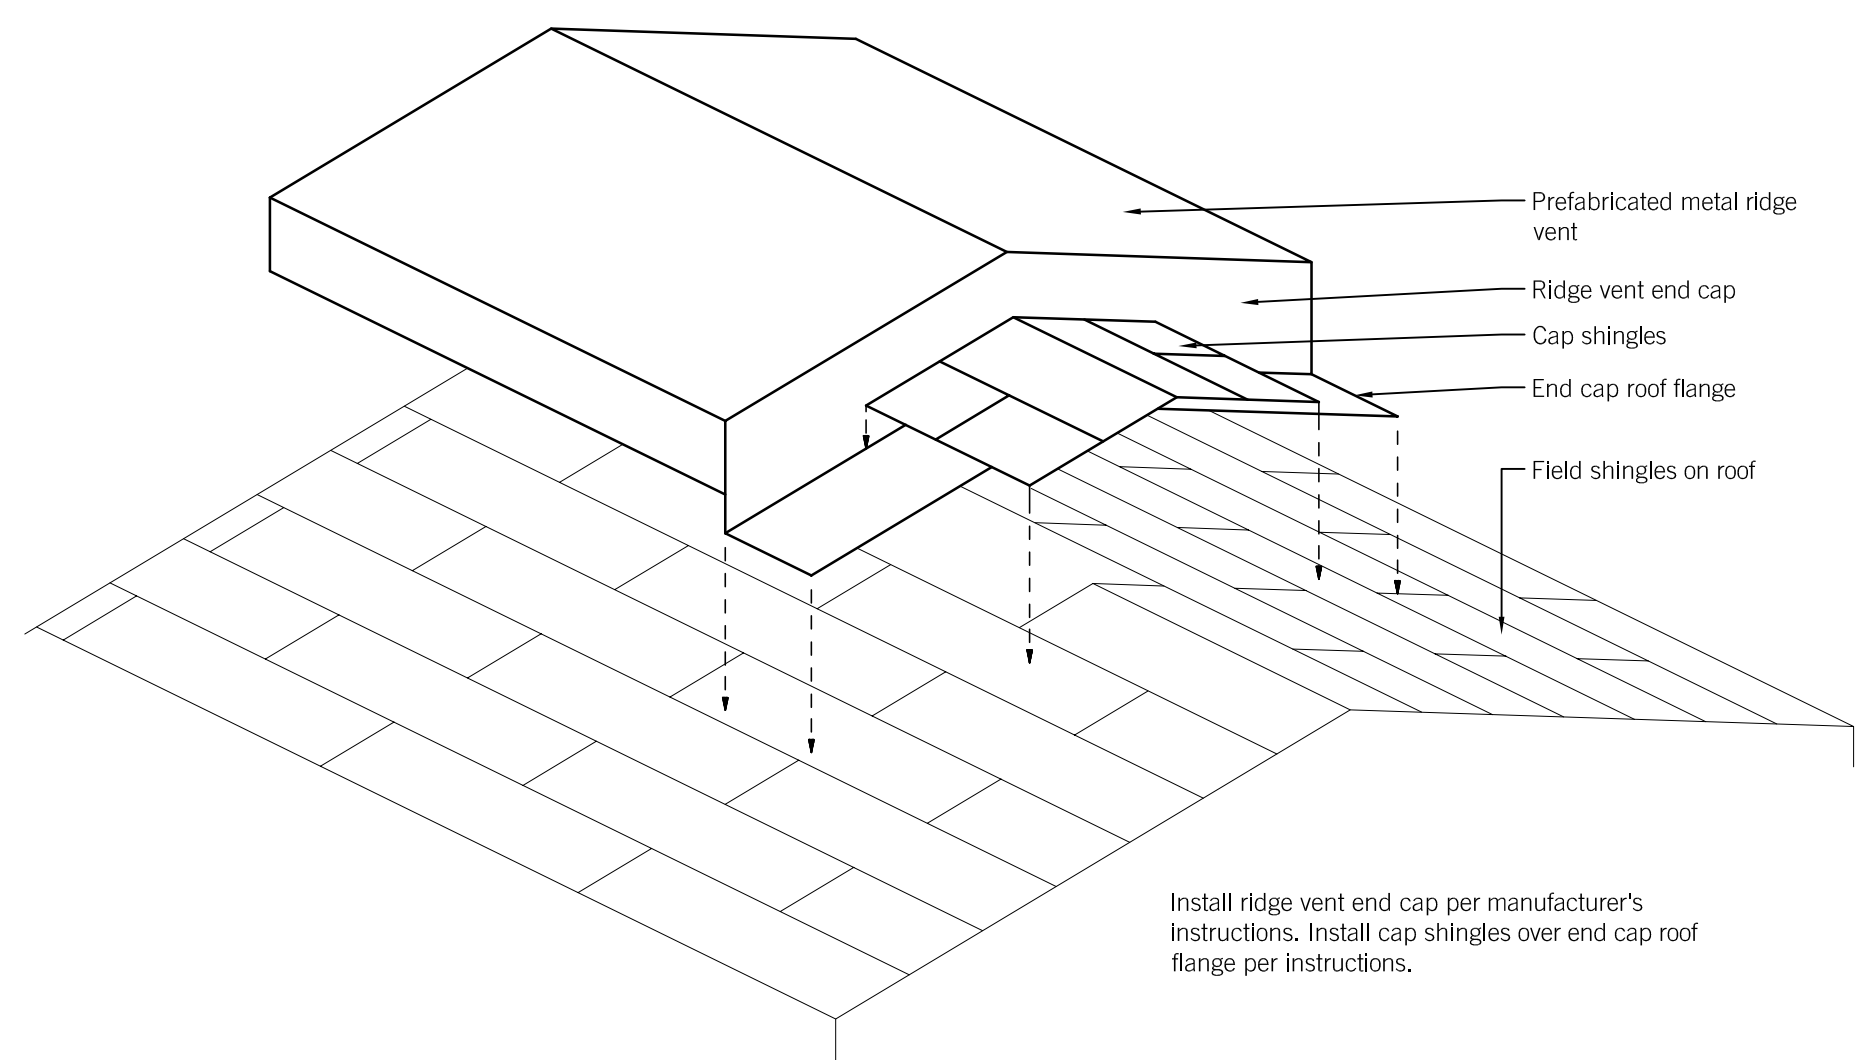 Prefabricated metal ridge
vent
Ridge vent end cap
Cap shingles
End cap roof flange
Field shingles on roof
Install ridge vent end cap per manufacturer's
instructions. Install cap shingles over end cap roof
flange per instructions.